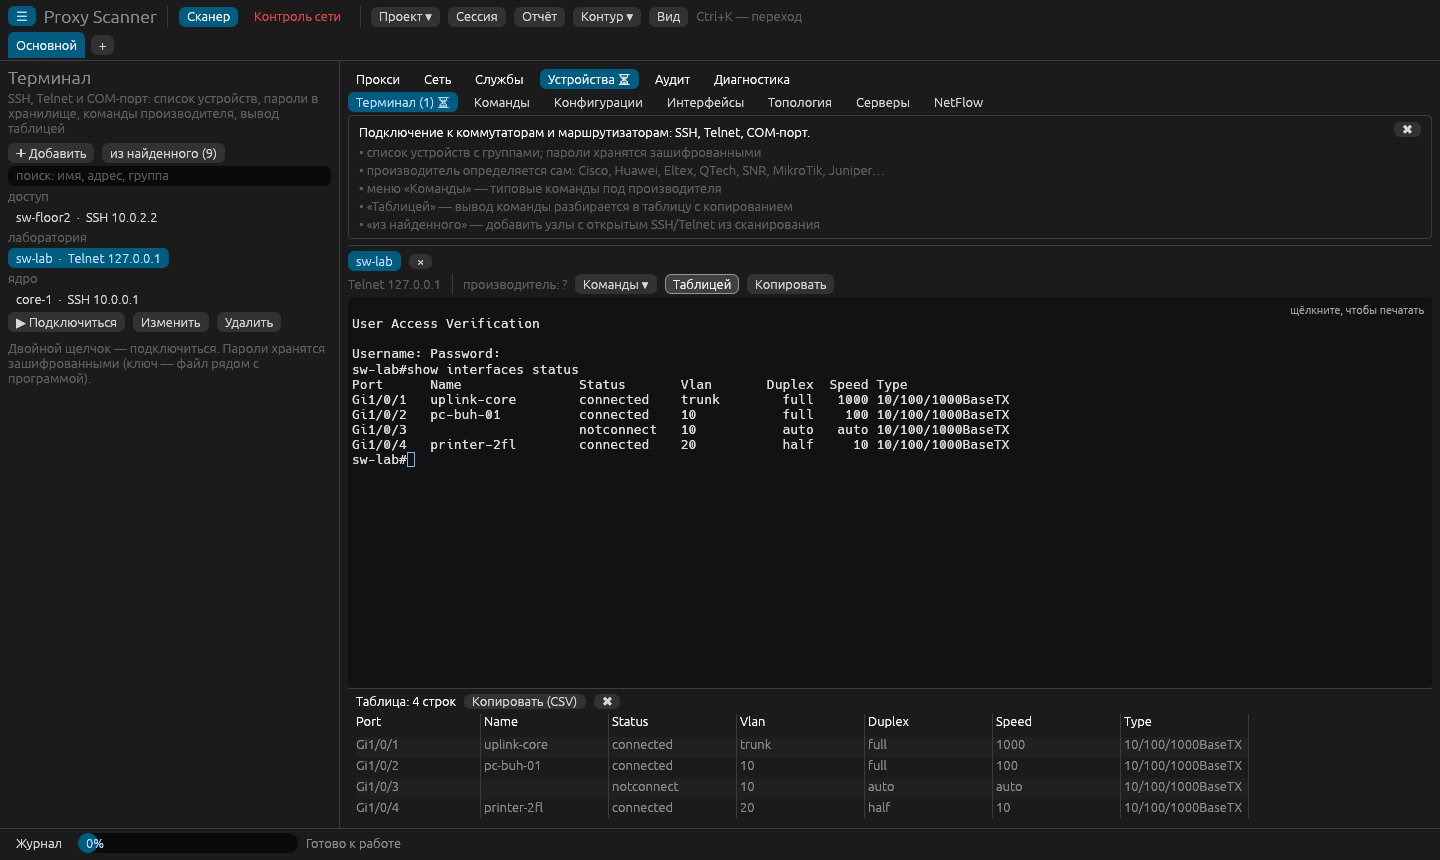 ☰ Proxy Scanner Сканер Контроль сети Проект ▾ Сессия Отчёт Контур ▾ Вид Ctrl+K — переход
Основной +
Терминал
SSH, Telnet и COM-порт: список устройств, пароли в
хранилище, команды производителя, вывод
таблицей
+ Добавить из найденного (9)
поиск: имя, адрес, группа
доступ
sw-floor2 · SSH 10.0.2.2
лаборатория
sw-lab · Telnet 127.0.0.1
ядро
core-1 · SSH 10.0.0.1
▶ Подключиться Изменить Удалить
Двойной щелчок — подключиться. Пароли хранятся
зашифрованными (ключ — файл рядом с
программой).
Прокси Сеть Службы Устройства ⏳ Аудит Диагностика
Терминал (1) ⏳ Команды Конфигурации Интерфейсы Топология Серверы NetFlow
Подключение к коммутаторам и маршрутизаторам: SSH, Telnet, COM-порт. ✖
• список устройств с группами; пароли хранятся зашифрованными
• производитель определяется сам: Cisco, Huawei, Eltex, QTech, SNR, MikroTik, Juniper…
• меню «Команды» — типовые команды под производителя
• «Таблицей» — вывод команды разбирается в таблицу с копированием
• «из найденного» — добавить узлы с открытым SSH/Telnet из сканирования
sw-lab ×
Telnet 127.0.0.1 производитель: ? Команды ▾ Таблицей Копировать
щёлкните, чтобы печатать
User Access Verification
Username: Password:
sw-lab#show interfaces status
Port Name Status Vlan Duplex Speed Type
Gi1/0/1 uplink-core connected trunk full 1000 10/100/1000BaseTX
Gi1/0/2 pc-buh-01 connected 10 full 100 10/100/1000BaseTX
Gi1/0/3 notconnect 10 auto auto 10/100/1000BaseTX
Gi1/0/4 printer-2fl connected 20 half 10 10/100/1000BaseTX
sw-lab#
Таблица: 4 строк Копировать (CSV) ✖
Port Name Status Vlan Duplex Speed Type
Gi1/0/1 uplink-core connected trunk full 1000 10/100/1000BaseTX
Gi1/0/2 pc-buh-01 connected 10 full 100 10/100/1000BaseTX
Gi1/0/3 notconnect 10 auto auto 10/100/1000BaseTX
Gi1/0/4 printer-2fl connected 20 half 10 10/100/1000BaseTX
Журнал 0% Готово к работе